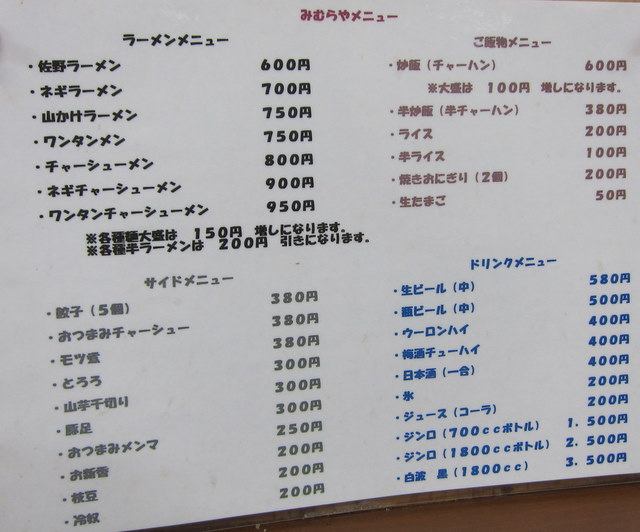 みむらやメニュー
ラーメンメニュー
・佐野ラーメン 600円
・ネギラーメン 700円
・山かけラーメン 750円
・ワンタンメン 750円
・チャーシューメン 800円
・ネギチャーシューメン 900円
・ワンタンチャーシューメン 950円
※各種麺大盛は 150円 増しになります。
※各種半ラーメンは 200円 引きになります。
ご飯物メニュー
・炒飯（チャーハン） 600円
※大盛は 100円 増しになります。
・半炒飯（半チャーハン） 380円
・ライス 200円
・半ライス 100円
・焼きおにぎり（2個） 200円
・生たまご 50円
サイドメニュー
・餃子（5個） 380円
・おつまみチャーシュー 380円
・モツ煮 380円
・とろろ 300円
・山芋千切り 300円
・豚足 300円
・おつまみメンマ 250円
・お新香 200円
・枝豆 200円
・冷奴 200円
ドリンクメニュー
・生ビール（中） 580円
・瓶ビール（中） 500円
・ウーロンハイ 400円
・梅酒チューハイ 400円
・日本酒（一合） 400円
・氷 200円
・ジュース（コーラ） 200円
・ジンロ（700ccボトル） 1，500円
・ジンロ（1800ccボトル） 2，500円
・白波 黒（1800cc） 3，500円